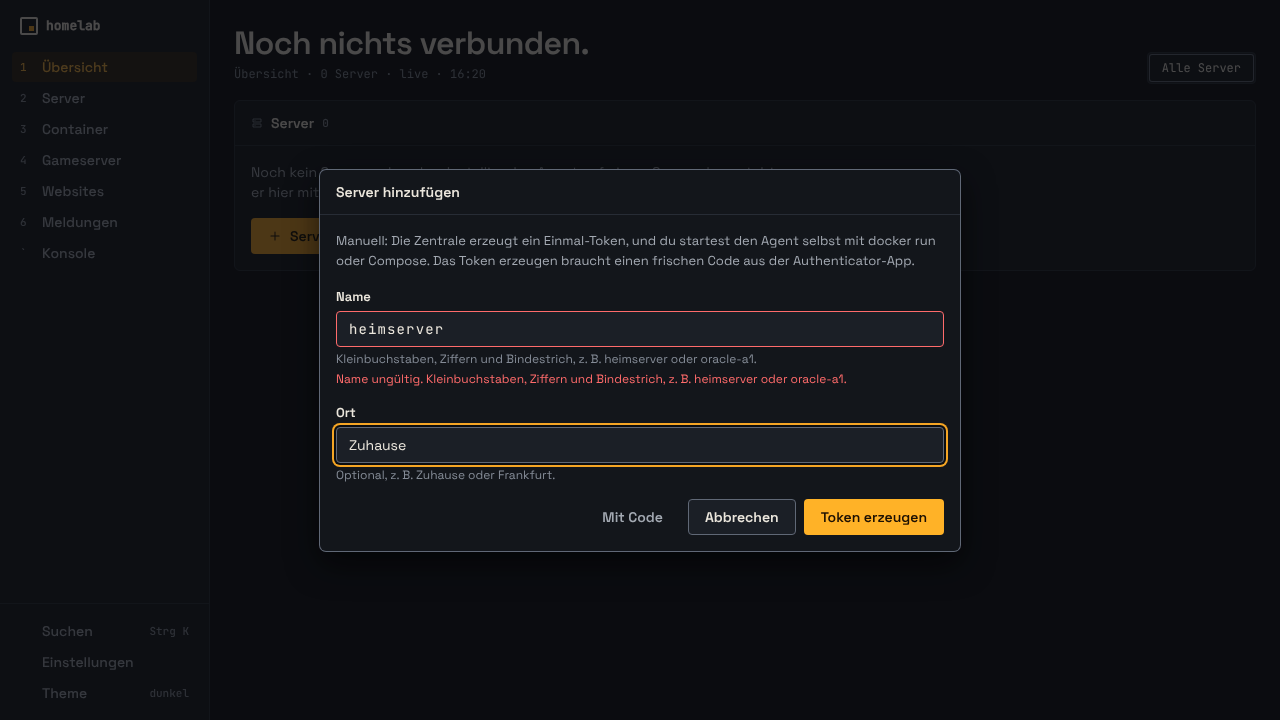 homelab
1 Übersicht
2 Server
3 Container
4 Gameserver
5 Websites
6 Meldungen
` Konsole
Suchen Strg K
Einstellungen
Theme dunkel
Noch nichts verbunden.
Übersicht · 0 Server · live · 16:20
Alle Server
Server 0
Noch kein
er hier mit
+ Serv
Server hinzufügen
Manuell: Die Zentrale erzeugt ein Einmal-Token, und du startest den Agent selbst mit docker run
oder Compose. Das Token erzeugen braucht einen frischen Code aus der Authenticator-App.
Name
heimserver
Kleinbuchstaben, Ziffern und Bindestrich, z. B. heimserver oder oracle-a1.
Name ungültig. Kleinbuchstaben, Ziffern und Bindestrich, z. B. heimserver oder oracle-a1.
Ort
Zuhause
Optional, z. B. Zuhause oder Frankfurt.
Mit Code
Abbrechen
Token erzeugen